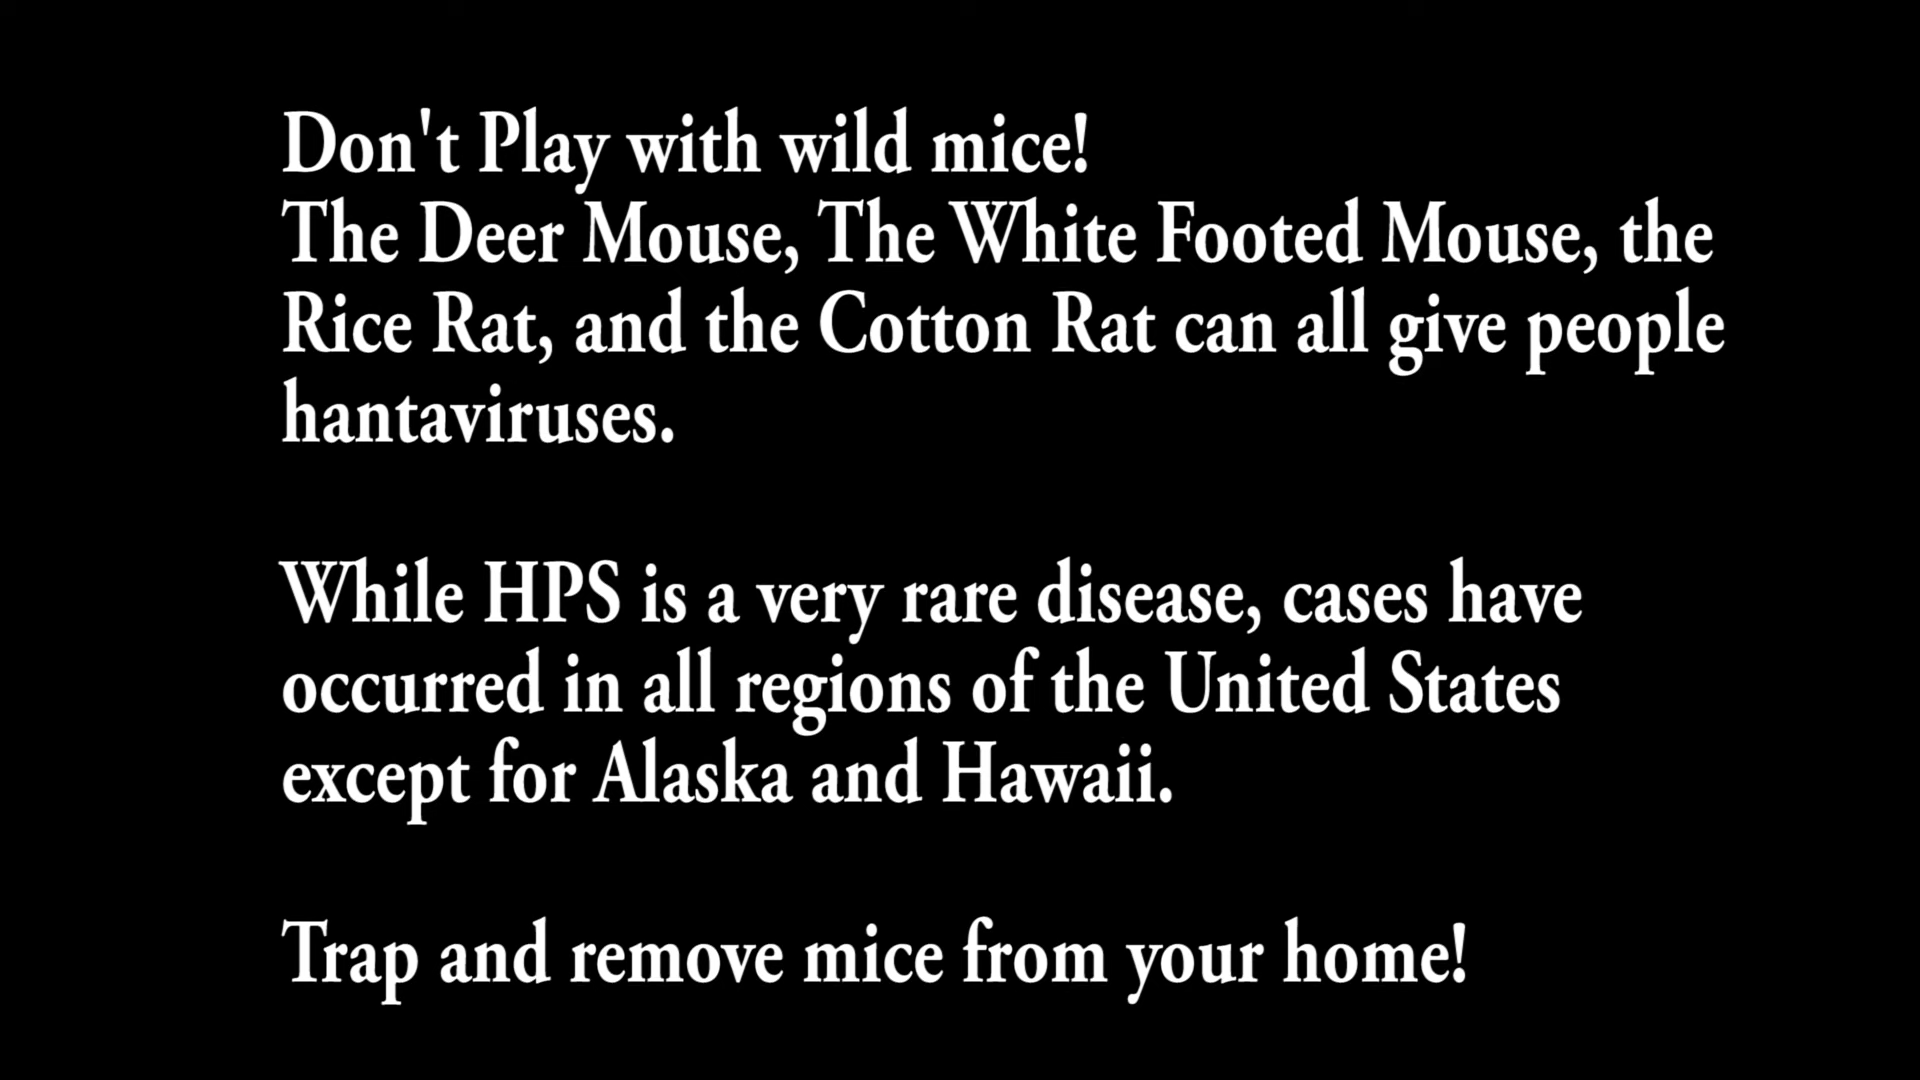 Don't Play with wild mice!
The Deer Mouse, The White Footed Mouse, the
Rice Rat, and the Cotton Rat can all give people
hantaviruses.
While HPS is a very rare disease, cases have
occurred in all regions of the United States
except for Alaska and Hawaii.
Trap and remove mice from your home!